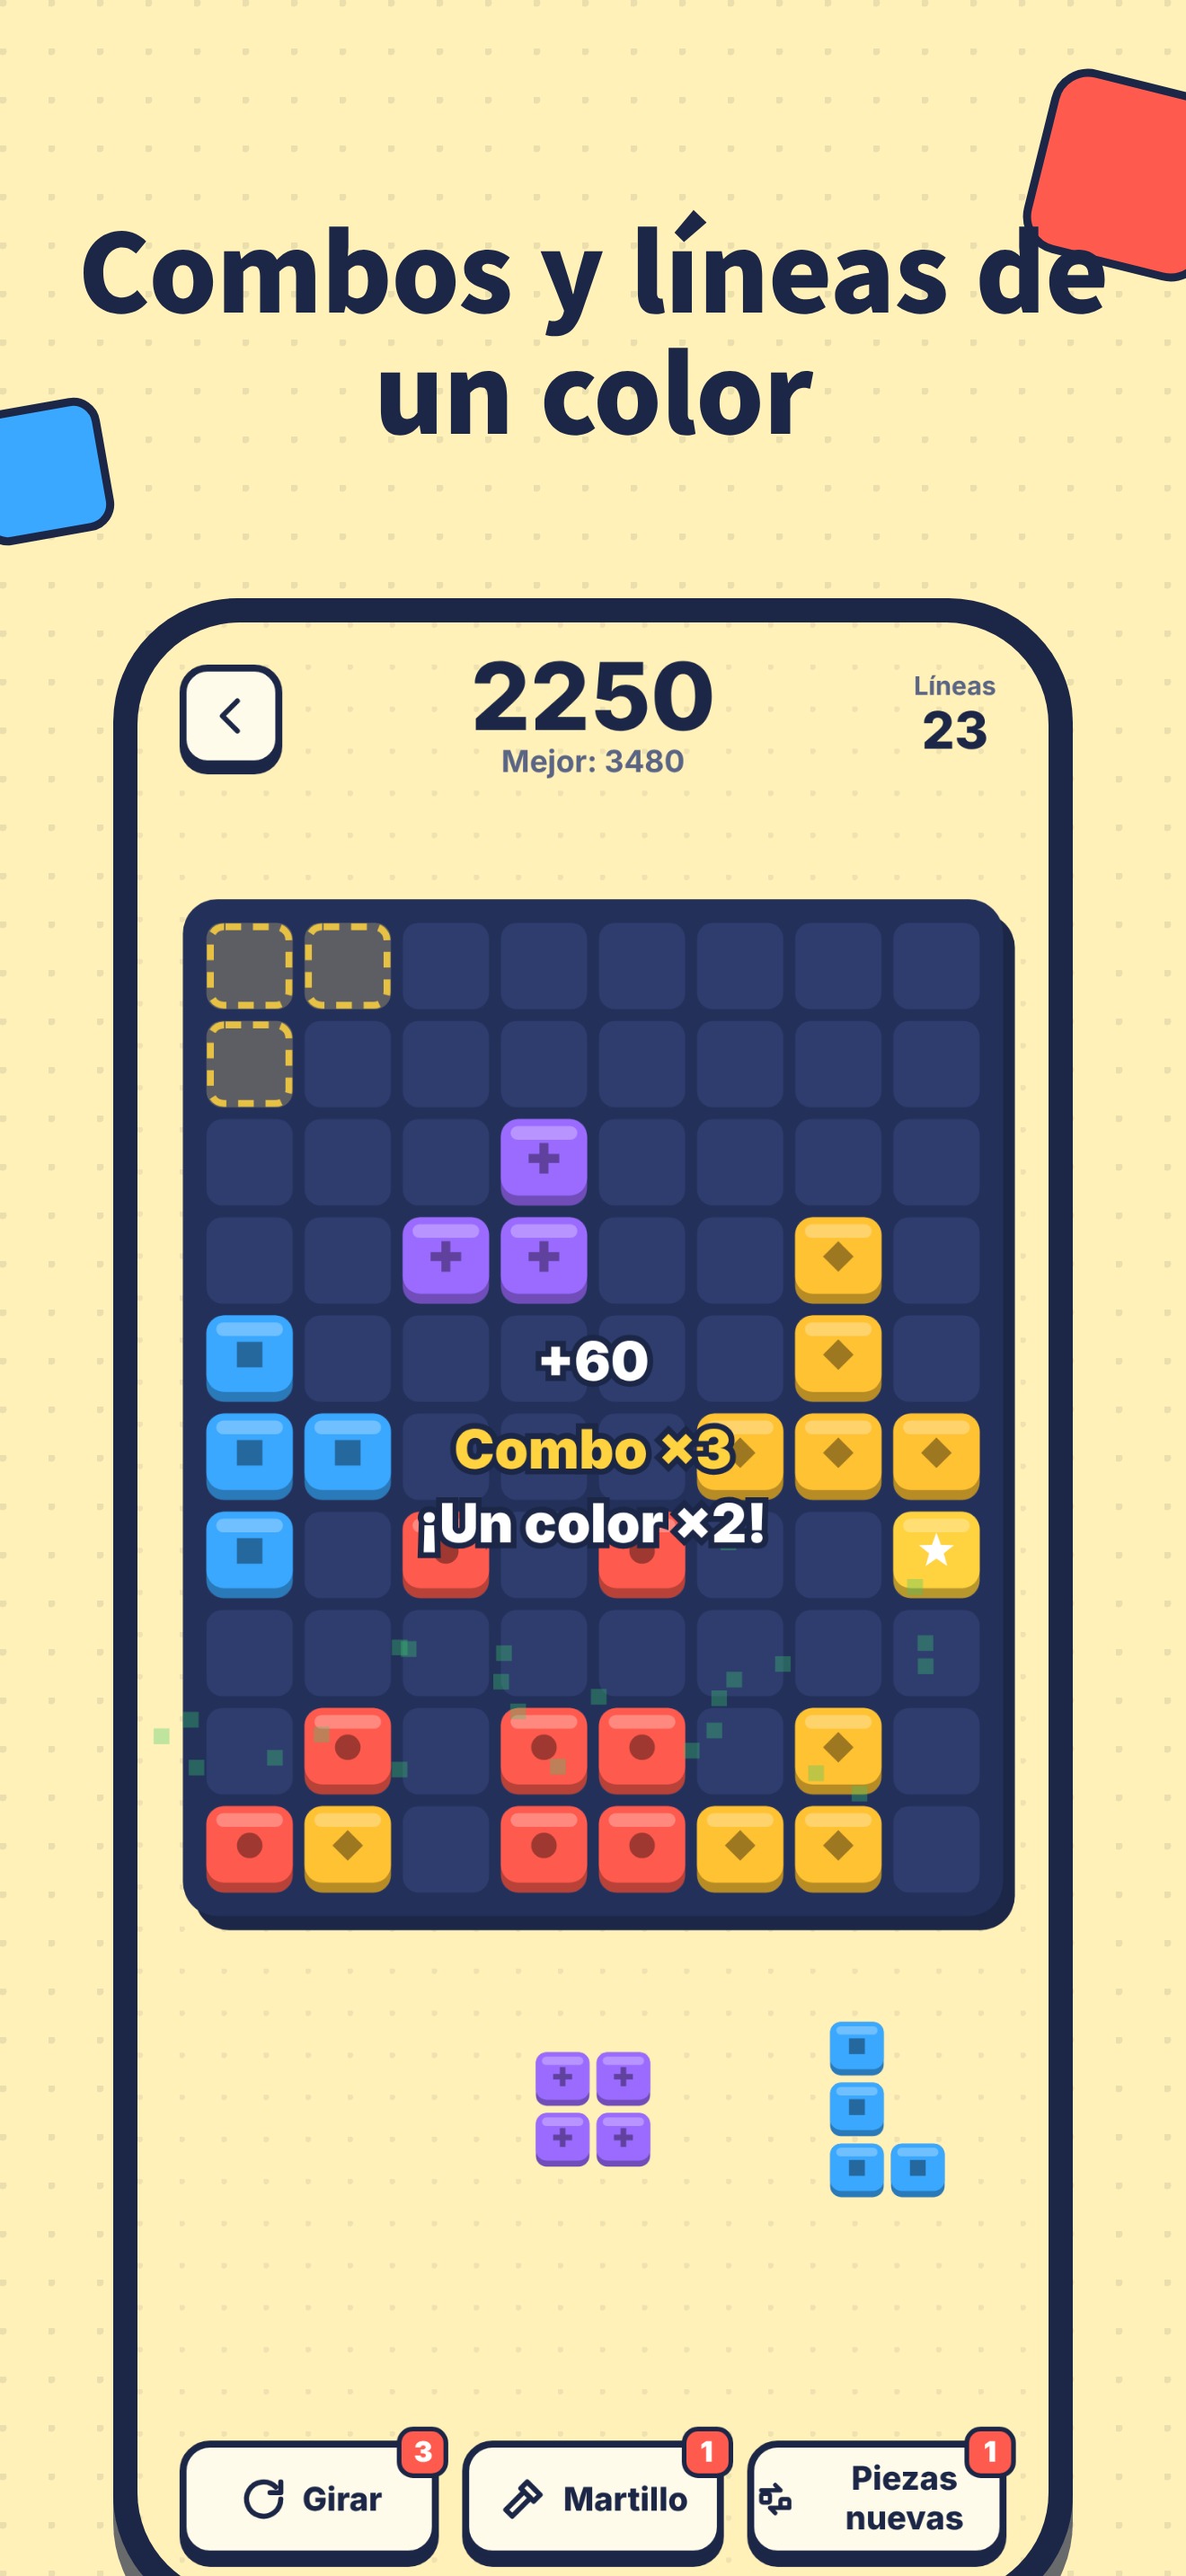 Combos y líneas de
un color
2250
Mejor: 3480
Líneas
23
+60
Combo ×3
¡Un color ×2!
3
Girar
1
Martillo
1
Piezas
nuevas